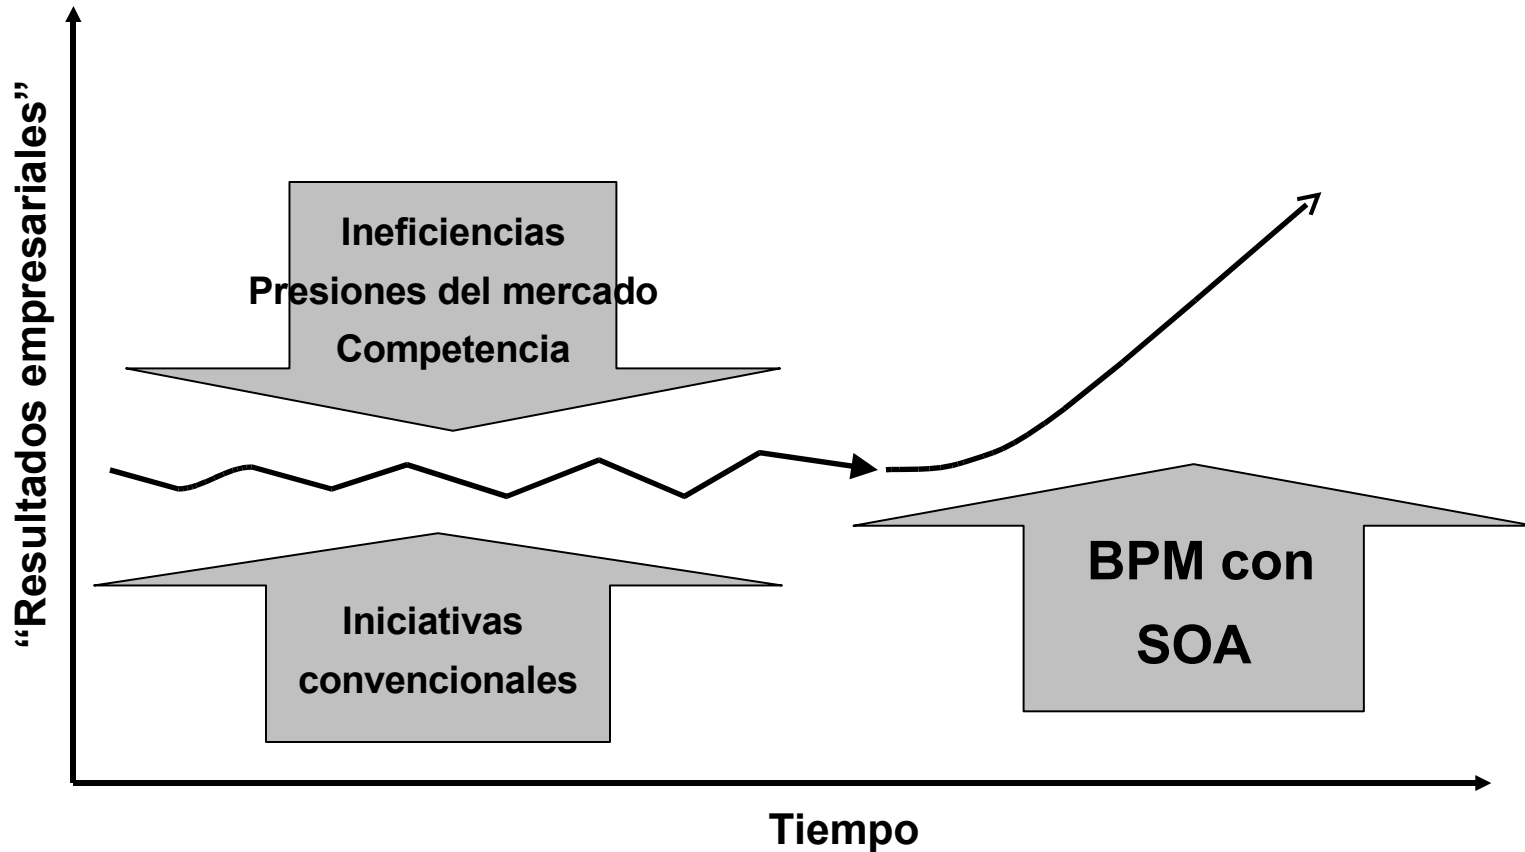 “Resultados empresariales”
Ineficiencias
Presiones del mercado
Competencia
Iniciativas
convencionales
BPM con
SOA
Tiempo